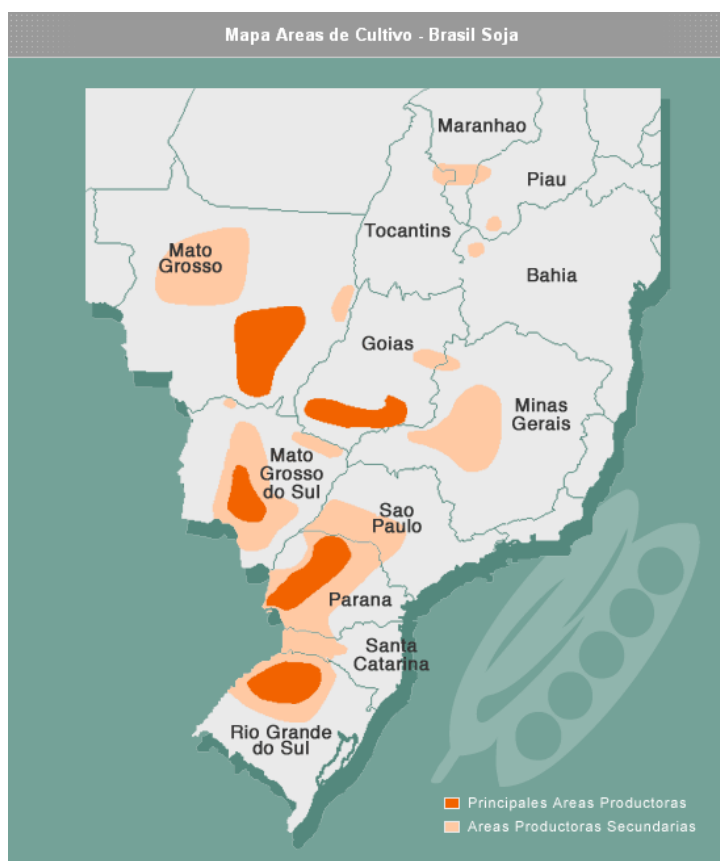 Mapa Areas de Cultivo - Brasil Soja
Maranhao
Piau
Tocantins
Mato
Grosso
Bahia
Goias
Minas
Gerais
Mato
Grosso
do Sul
Sao
Paulo
Parana
Santa
Catarina
Rio Grande
do Sul
Principales Areas Productoras
Areas Productoras Secundarias